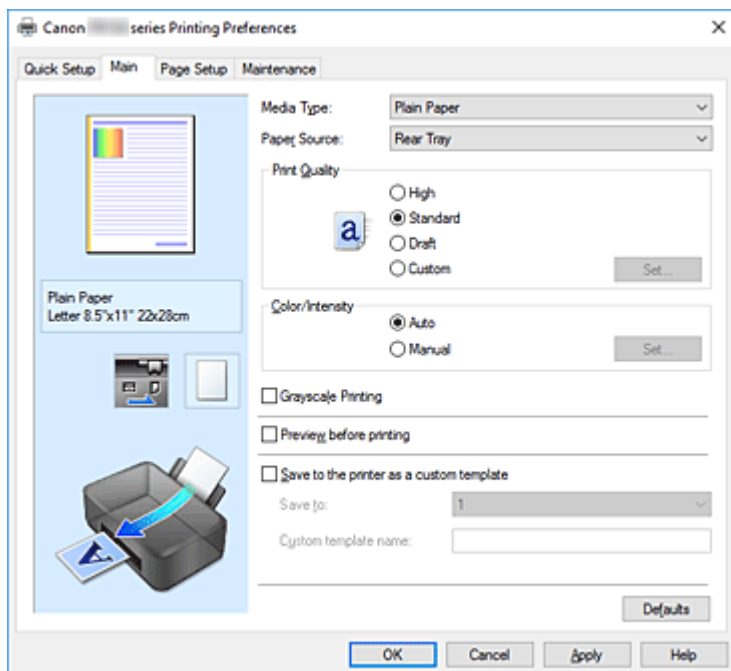 Canon series Printing Preferences
Quick Setup Main Page Setup Maintenance
Media Type: Plain Paper
Paper Source: Rear Tray
Print Quality
High
a Standard
Draft
Custom Set...
Plain Paper
Letter 8.5"x11" 22x28cm
Color/Intensity
Auto
Manual Set...
Grayscale Printing
Preview before printing
Save to the printer as a custom template
Save to: 1
Custom template name:
A
Defaults
OK Cancel Apply Help